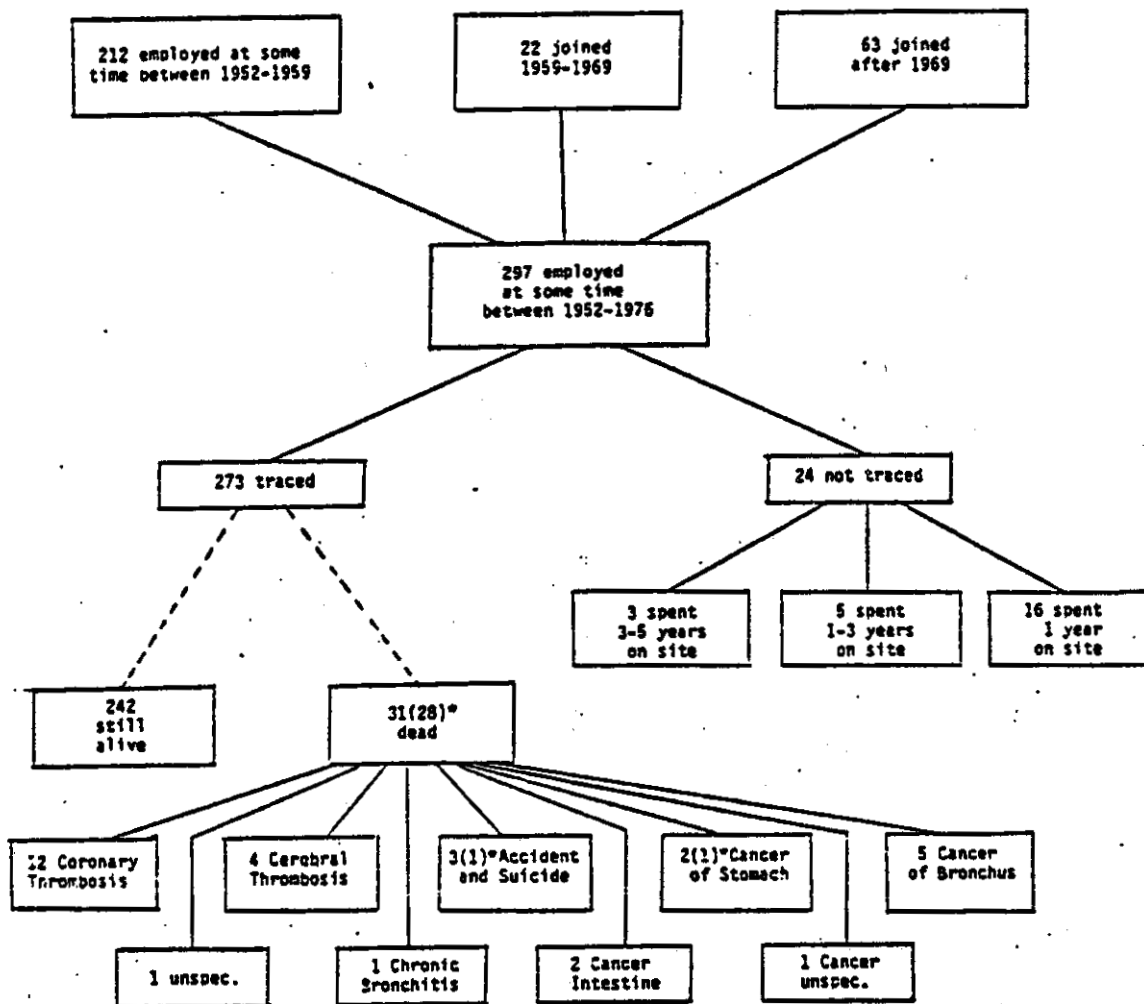 212 employed at some
time between 1952-1959
22 joined
1959-1969
63 joined
after 1969
297 employed
at some time
between 1952-1976
273 traced
24 not traced
3 spent
3-5 years
on site
5 spent
1-3 years
on site
16 spent
1 year
on site
242
still
alive
31(28)*
dead
12 Coronary
Thrombosis
4 Cerebral
Thrombosis
3(1)*Accident
and Suicide
2(1)*Cancer
of Stomach
5 Cancer
of Bronchus
1 unspec.
1 Chronic
Bronchitis
2 Cancer
Intestine
1 Cancer
unspec.